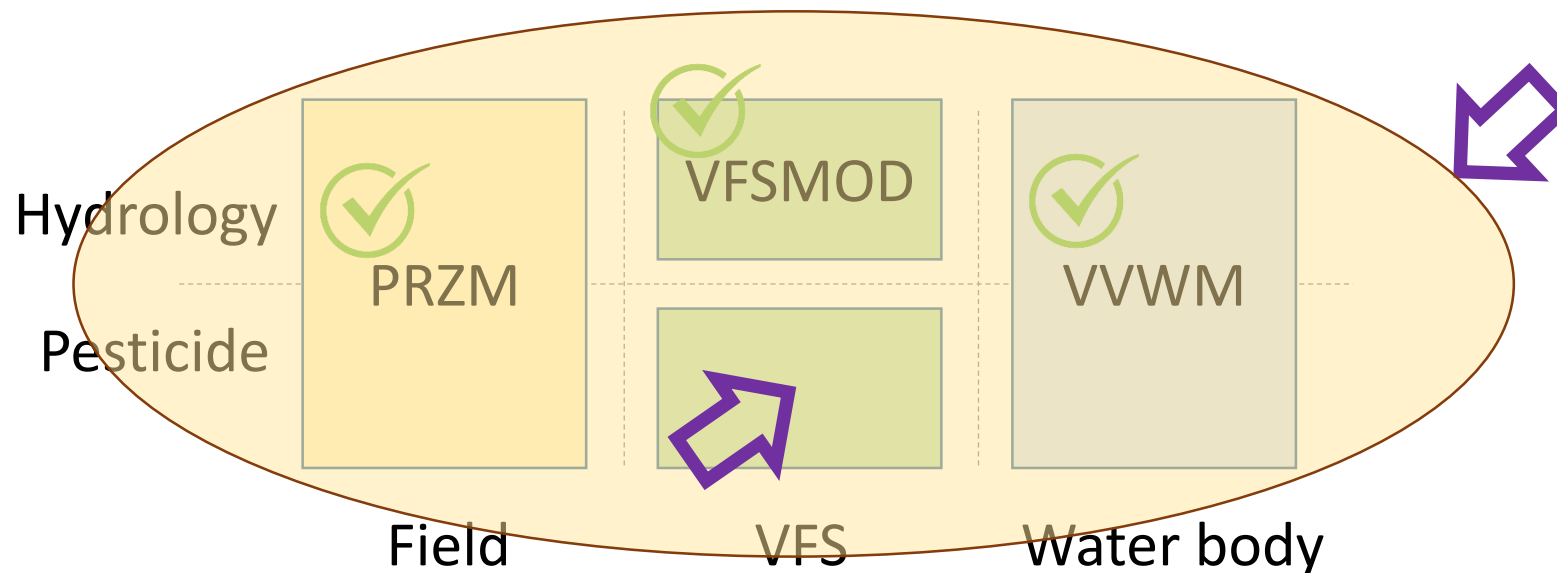 VFSMOD
Hydrology
PRZM
VVWM
Pesticide
Field
VFS
Water body